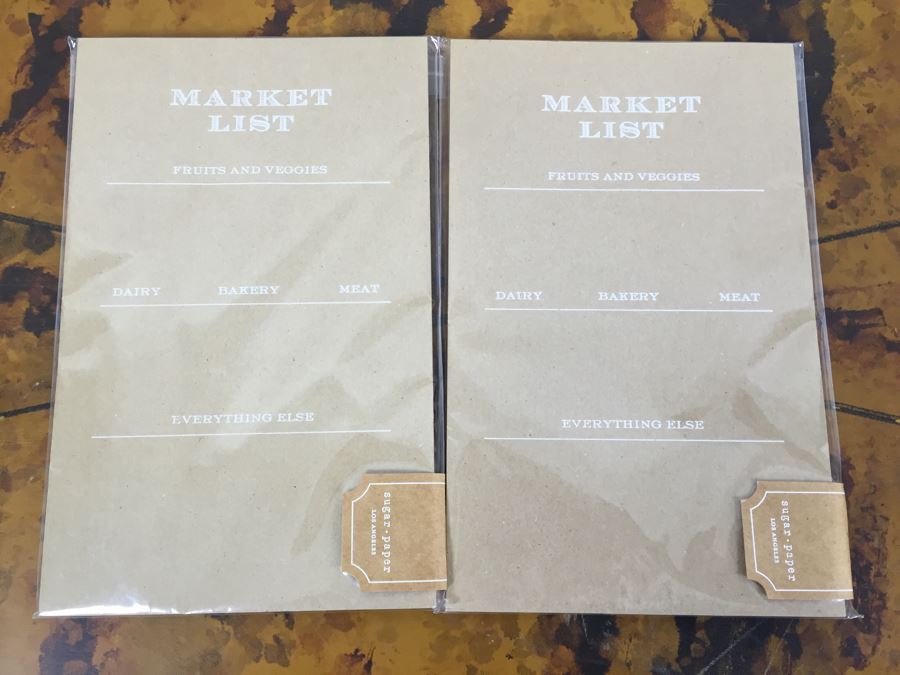 MARKET
LIST
FRUITS AND VEGGIES
DAIRY BAKERY MEAT
EVERYTHING ELSE
sugar·paper
LOS ANGELES
MARKET
LIST
FRUITS AND VEGGIES
DAIRY BAKERY MEAT
EVERYTHING ELSE
sugar·paper
LOS ANGELES